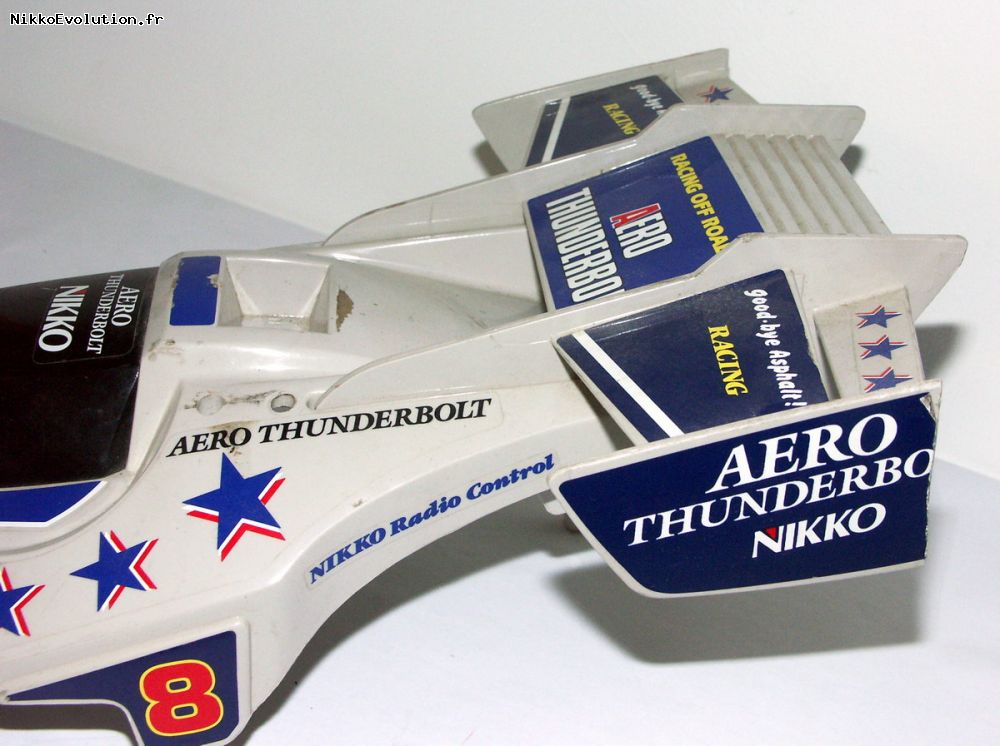 NikkoEvolution.fr
good-bye
RACING
RACING OFF ROAD
AERO
THUNDERBO
AERO
THUNDERBOLT
NIKKO
good-bye Asphalt!
RACING
AERO THUNDERBOLT
AERO
THUNDERBO
NIKKO
NIKKO Radio Control
8